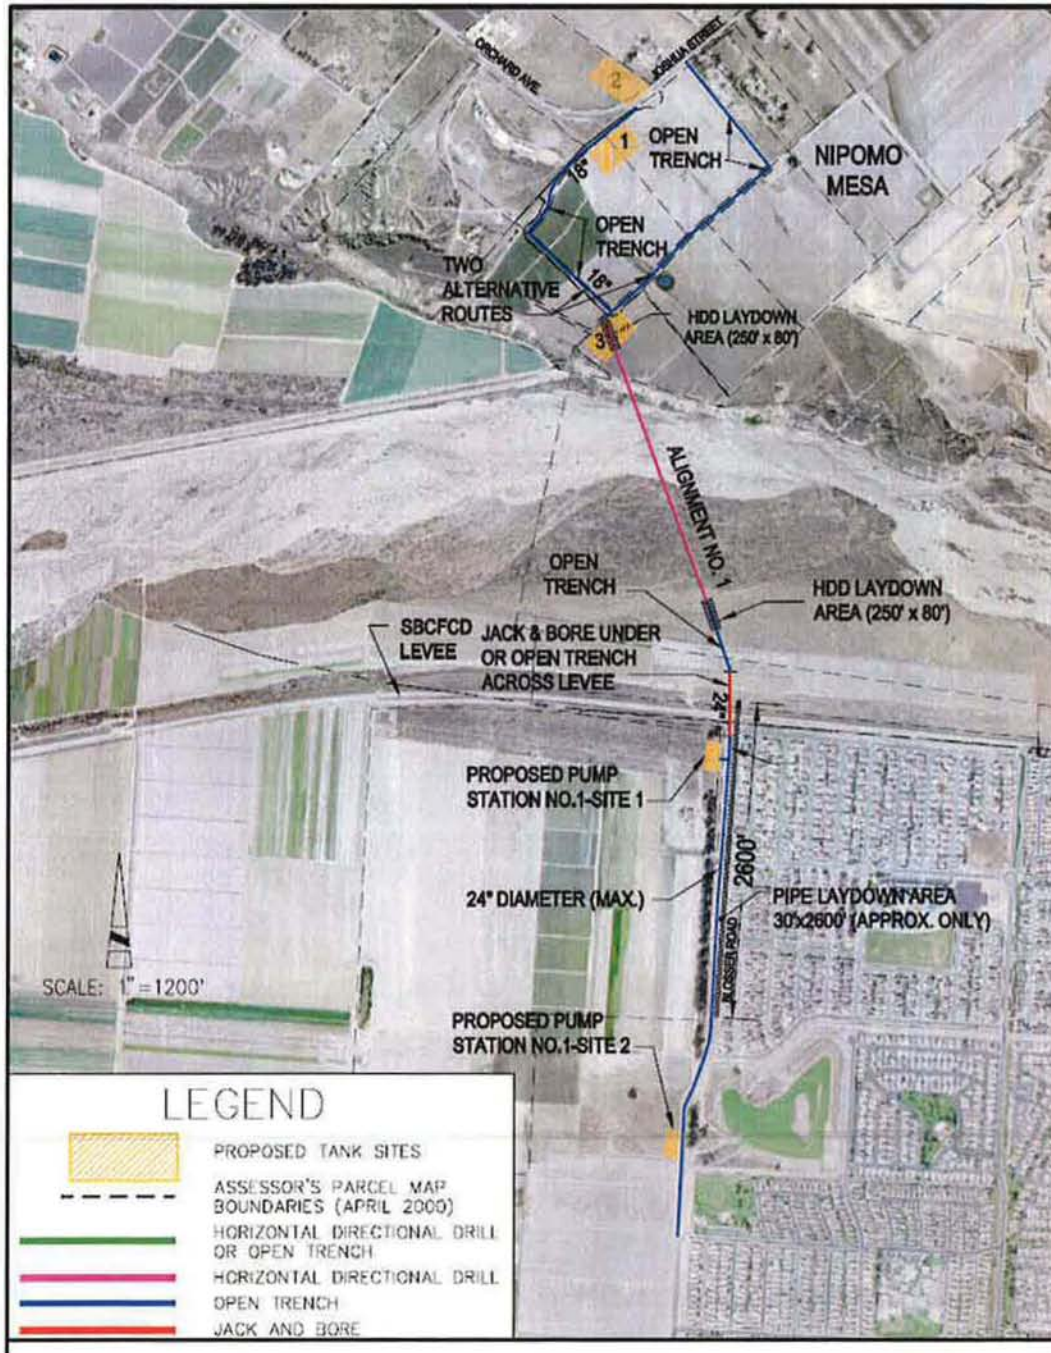 ORCHARD AVE.
JOSHUA STREET
2
1
OPEN
TRENCH
NIPOMO
MESA
18"
OPEN
TRENCH
TWO
ALTERNATIVE
ROUTES
18"
3
HDD LAYDOWN
AREA (250' x 80')
ALIGNMENT NO. 1
OPEN
TRENCH
HDD LAYDOWN
AREA (250' x 80')
SBCFCD
LEVEE
JACK & BORE UNDER
OR OPEN TRENCH
ACROSS LEVEE
24"
PROPOSED PUMP
STATION NO.1-SITE 1
2600'
24" DIAMETER (MAX.)
PIPE LAYDOWN AREA
30'x2600' (APPROX. ONLY)
BLOSSER ROAD
SCALE: 1"=1200'
PROPOSED PUMP
STATION NO.1-SITE 2
LEGEND
PROPOSED TANK SITES
ASSESSOR'S PARCEL MAP
BOUNDARIES (APRIL 2000)
HORIZONTAL DIRECTIONAL DRILL
OR OPEN TRENCH
HORIZONTAL DIRECTIONAL DRILL
OPEN TRENCH
JACK AND BORE